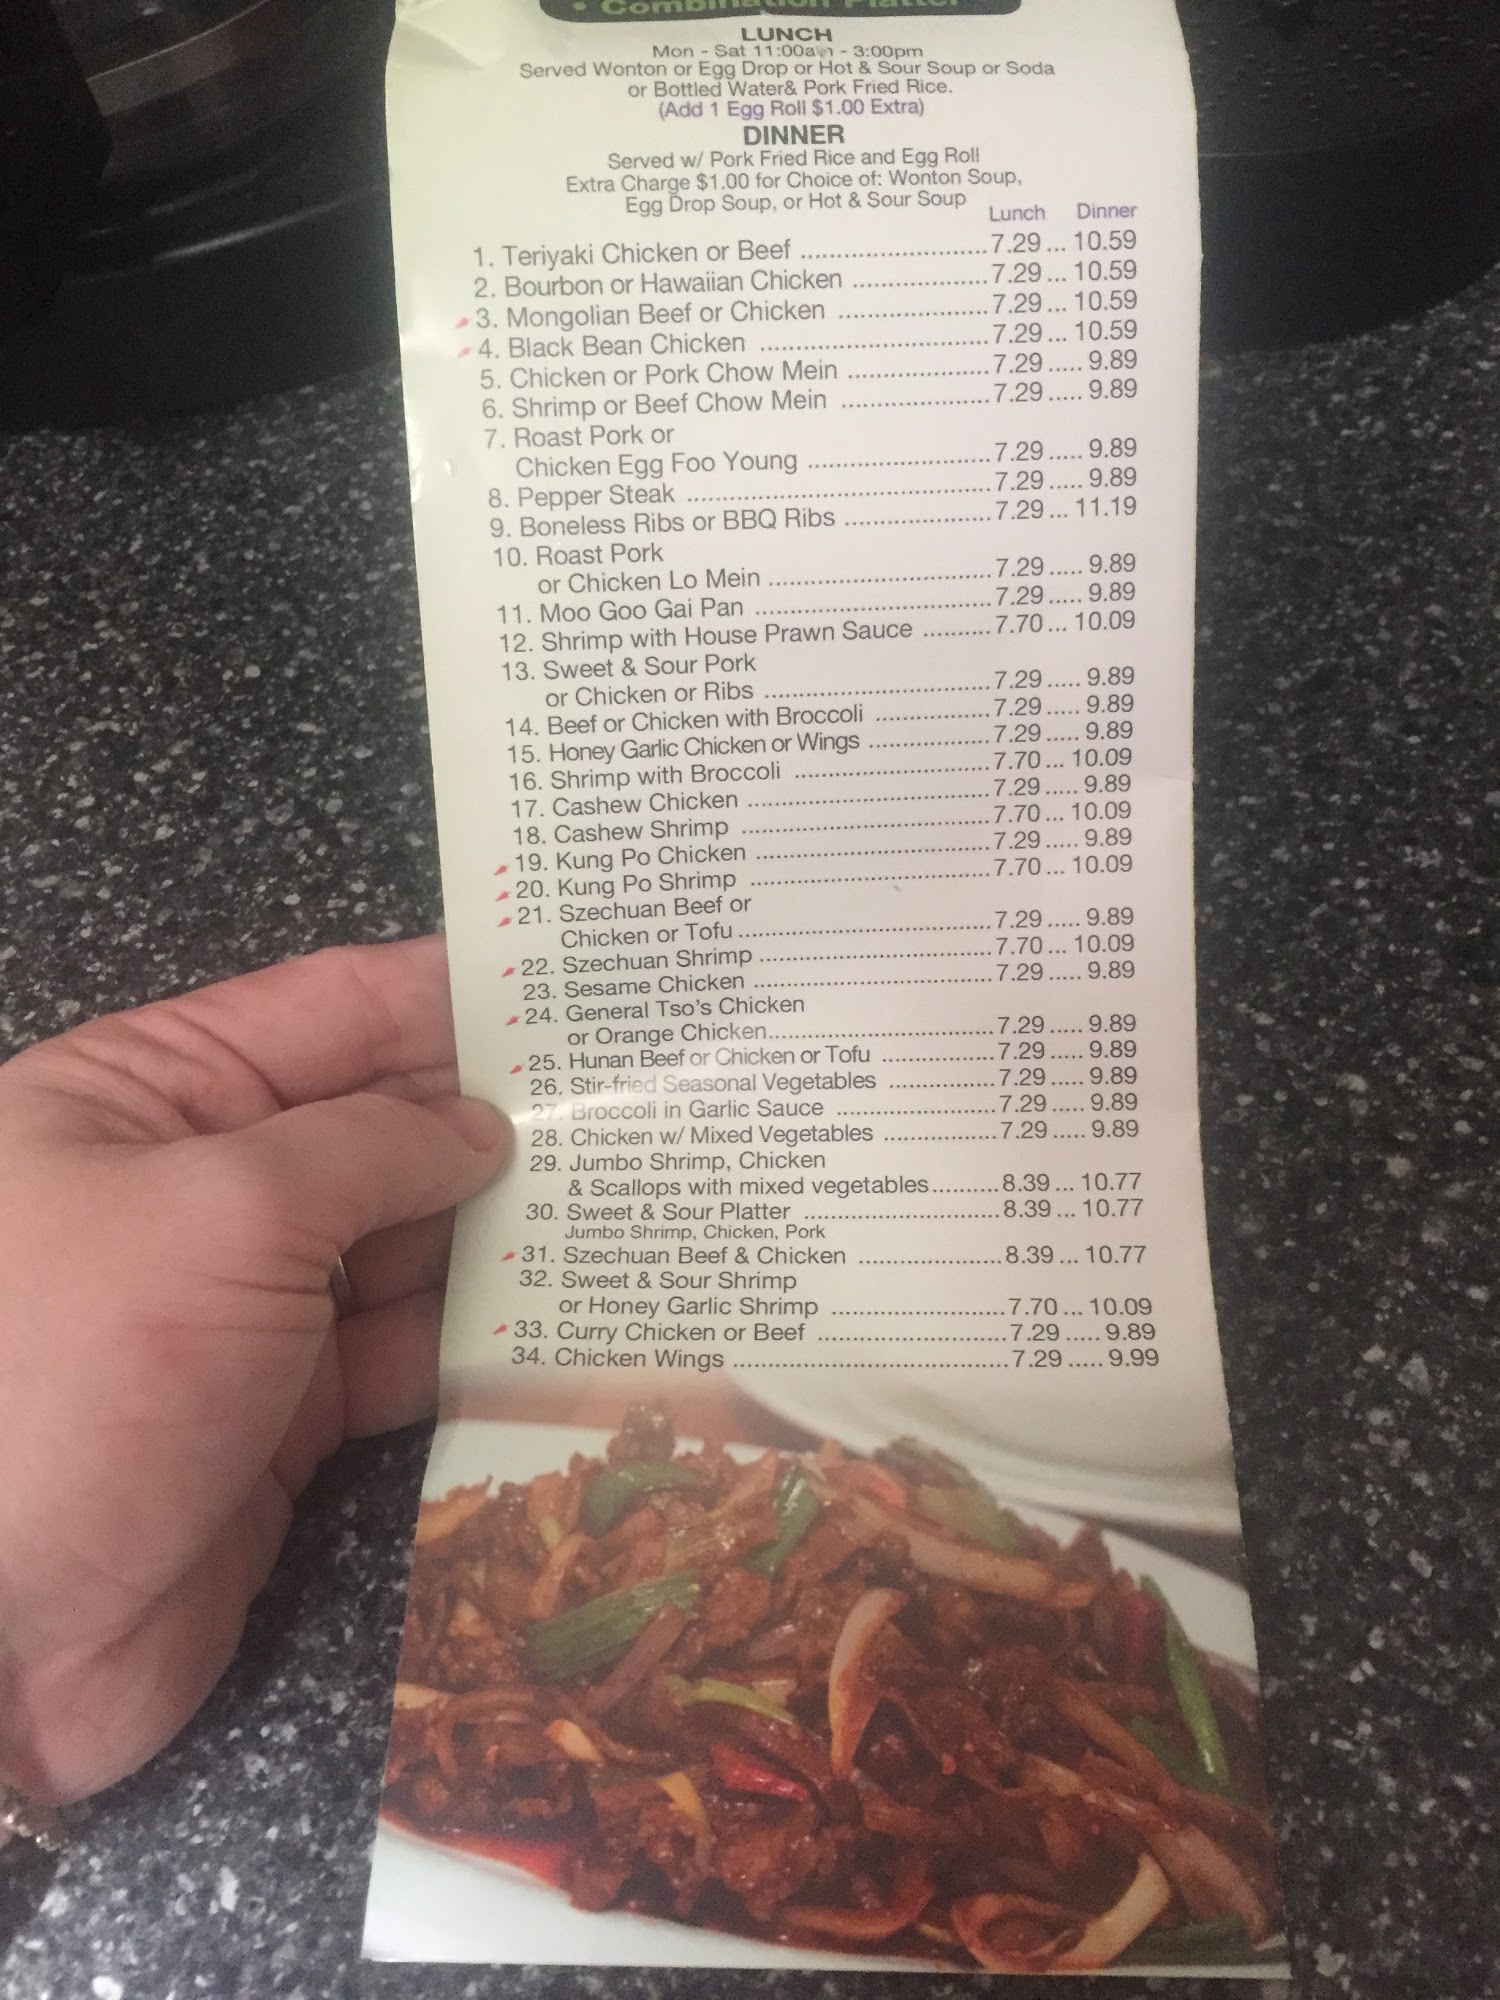 • Combination Platter
LUNCH
Mon - Sat 11:00am - 3:00pm
Served Wonton or Egg Drop or Hot & Sour Soup or Soda
or Bottled Water& Pork Fried Rice.
(Add 1 Egg Roll $1.00 Extra)
DINNER
Served w/ Pork Fried Rice and Egg Roll
Extra Charge $1.00 for Choice of: Wonton Soup,
Egg Drop Soup, or Hot & Sour Soup
Lunch Dinner
1. Teriyaki Chicken or Beef ..........................7.29 ... 10.59
2. Bourbon or Hawaiian Chicken ..................7.29 ... 10.59
3. Mongolian Beef or Chicken ....................7.29 ... 10.59
4. Black Bean Chicken ..............................7.29 ... 10.59
5. Chicken or Pork Chow Mein ...................7.29 ..... 9.89
6. Shrimp or Beef Chow Mein ....................7.29 ..... 9.89
7. Roast Pork or
Chicken Egg Foo Young ........................7.29 ..... 9.89
8. Pepper Steak .......................................7.29 ..... 9.89
9. Boneless Ribs or BBQ Ribs ...................7.29 ... 11.19
10. Roast Pork
or Chicken Lo Mein .............................7.29 ..... 9.89
11. Moo Goo Gai Pan ...............................7.29 ..... 9.89
12. Shrimp with House Prawn Sauce ..........7.70 ... 10.09
13. Sweet & Sour Pork
or Chicken or Ribs ..............................7.29 ..... 9.89
14. Beef or Chicken with Broccoli ...............7.29 ..... 9.89
15. Honey Garlic Chicken or Wings ................7.29 ..... 9.89
16. Shrimp with Broccoli ..........................7.70 ... 10.09
17. Cashew Chicken ................................7.29 ..... 9.89
18. Cashew Shrimp .................................7.70 ... 10.09
19. Kung Po Chicken ...............................7.29 ..... 9.89
20. Kung Po Shrimp ................................7.70 ... 10.09
21. Szechuan Beef or
Chicken or Tofu ..................................7.29 ..... 9.89
22. Szechuan Shrimp ...............................7.70 ... 10.09
23. Sesame Chicken ................................7.29 ..... 9.89
24. General Tso's Chicken
or Orange Chicken..............................7.29 ..... 9.89
25. Hunan Beef or Chicken or Tofu ...............7.29 ..... 9.89
26. Stir-fried Seasonal Vegetables ..............7.29 ..... 9.89
27. Broccoli in Garlic Sauce .....................7.29 ..... 9.89
28. Chicken w/ Mixed Vegetables ...............7.29 ..... 9.89
29. Jumbo Shrimp, Chicken
& Scallops with mixed vegetables..........8.39 ... 10.77
30. Sweet & Sour Platter ..........................8.39 ... 10.77
Jumbo Shrimp, Chicken, Pork
31. Szechuan Beef & Chicken ...................8.39 ... 10.77
32. Sweet & Sour Shrimp
or Honey Garlic Shrimp .......................7.70 ... 10.09
33. Curry Chicken or Beef ........................7.29 ..... 9.89
34. Chicken Wings ...................................7.29 ..... 9.99